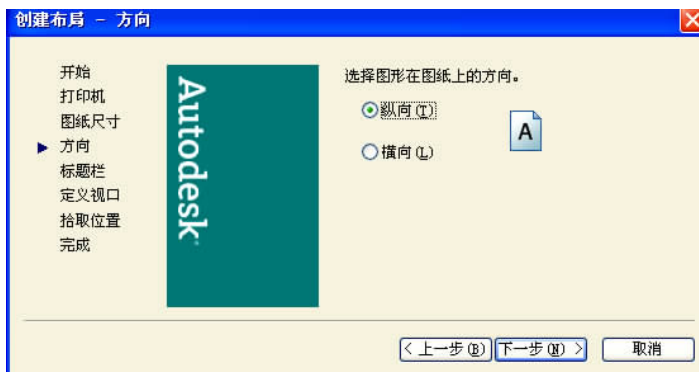 创建布局 - 方向
开始
打印机
图纸尺寸
方向
标题栏
定义视口
拾取位置
完成
Autodesk
选择图形在图纸上的方向。
纵向(T)
横向(L)
A
< 上一步(B)
下一步(N) >
取消